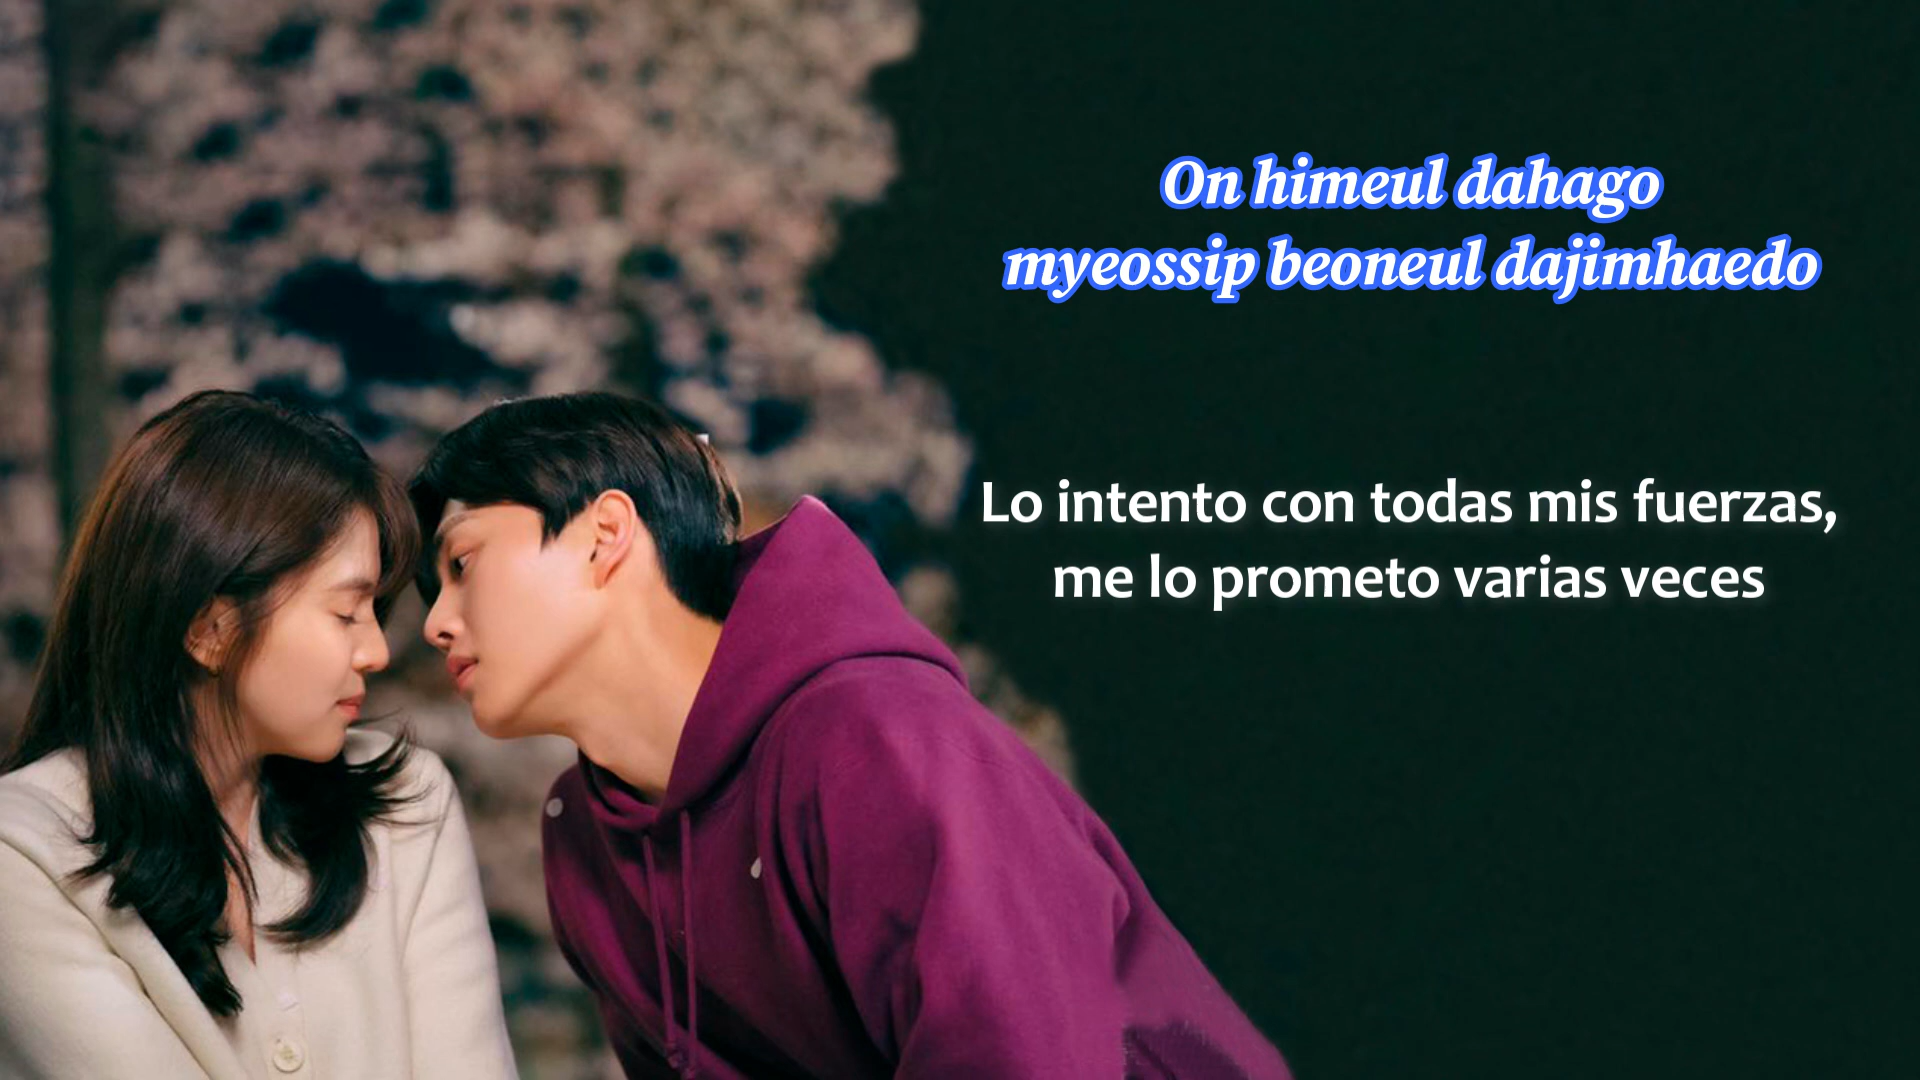 On himeul dahago
myeossip beoneul dajimhaedo
Lo intento con todas mis fuerzas,
me lo prometo varias veces